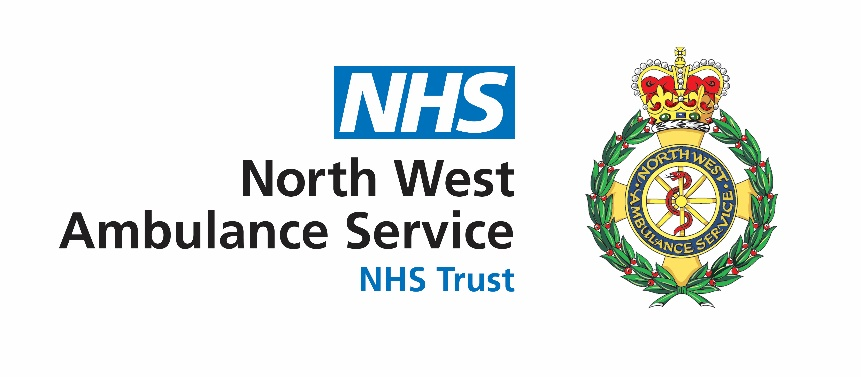 NHS
North West
Ambulance Service
NHS Trust
NORTH WEST
AMBULANCE SERVICE